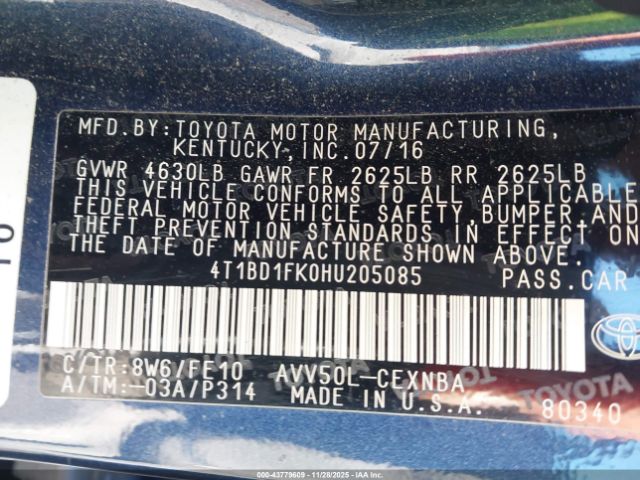 MFD.BY:TOYOTA MOTOR MANUFACTURING,
KENTUCKY,INC.07/16
GVWR 4630LB GAWR FR 2625LB RR 2625LB
THIS VEHICLE CONFORMS TO ALL APPLICABLE
FEDERAL MOTOR VEHICLE SAFETY,BUMPER,AND
THEFT PREVENTION STANDARDS IN EFFECT ON
THE DATE OF MANUFACTURE SHOWN ABOVE.
4T1BD1FK0HU205085 PASS.CAR
C/TR:8W6/FE10 AVV50L-CEXNBA
A/TM:-03A/P314 MADE IN U.S.A. 80340
000-43779609 | 11/28/2025 - IAAI.COM